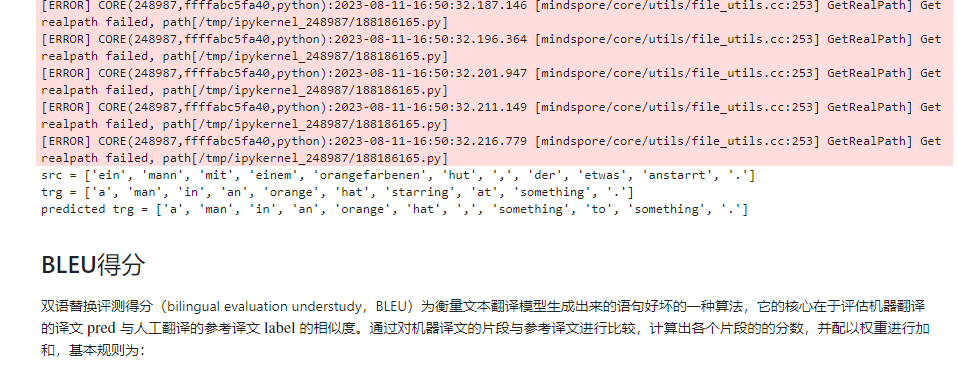 [ERROR] CORE(248987,ffffabc5fa40,python):2023-08-11-16:50:32.187.146 [mindspore/core/utils/file_utils.cc:253] GetRealPath] Get
realpath failed, path[/tmp/ipykernel_248987/188186165.py]
[ERROR] CORE(248987,ffffabc5fa40,python):2023-08-11-16:50:32.196.364 [mindspore/core/utils/file_utils.cc:253] GetRealPath] Get
realpath failed, path[/tmp/ipykernel_248987/188186165.py]
[ERROR] CORE(248987,ffffabc5fa40,python):2023-08-11-16:50:32.201.947 [mindspore/core/utils/file_utils.cc:253] GetRealPath] Get
realpath failed, path[/tmp/ipykernel_248987/188186165.py]
[ERROR] CORE(248987,ffffabc5fa40,python):2023-08-11-16:50:32.211.149 [mindspore/core/utils/file_utils.cc:253] GetRealPath] Get
realpath failed, path[/tmp/ipykernel_248987/188186165.py]
[ERROR] CORE(248987,ffffabc5fa40,python):2023-08-11-16:50:32.216.779 [mindspore/core/utils/file_utils.cc:253] GetRealPath] Get
realpath failed, path[/tmp/ipykernel_248987/188186165.py]
src = ['ein', 'mann', 'mit', 'einem', 'orangefarbenen', 'hut', ',', 'der', 'etwas', 'anstarrt', '.']
trg = ['a', 'man', 'in', 'an', 'orange', 'hat', 'starring', 'at', 'something', '.']
predicted trg = ['a', 'man', 'in', 'an', 'orange', 'hat', ',', 'something', 'to', 'something', '.']
BLEU得分
双语替换评测得分（bilingual evaluation understudy，BLEU）为衡量文本翻译模型生成出来的语句好坏的一种算法，它的核心在于评估机器翻译
的译文 pred 与人工翻译的参考译文 label 的相似度。通过对机器译文的片段与参考译文进行比较，计算出各个片段的的分数，并配以权重进行加
和，基本规则为：